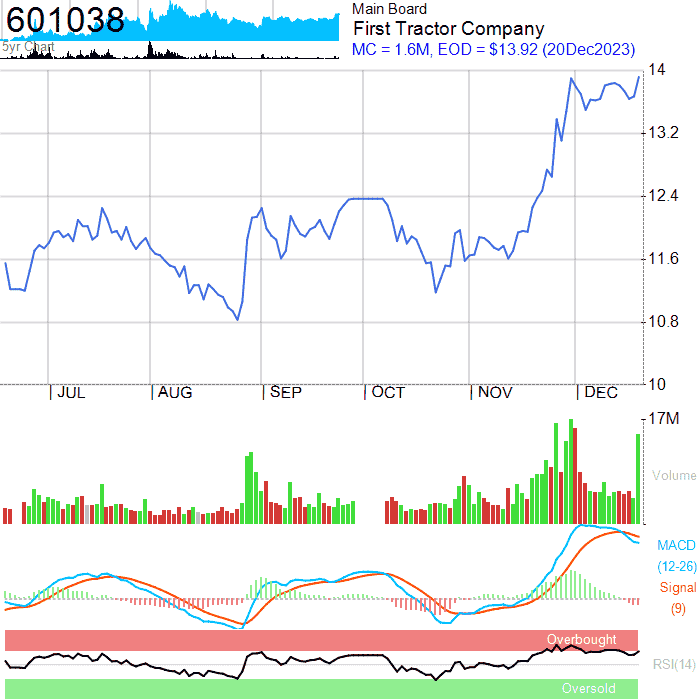 601038
5yr Chart
Main Board
First Tractor Company
MC = 1.6M, EOD = $13.92 (20Dec2023)
14
13.2
12.4
11.6
10.8
10
JUL AUG SEP OCT NOV DEC
17M
Volume
MACD
(12-26)
Signal
(9)
Overbought
RSI(14)
Oversold